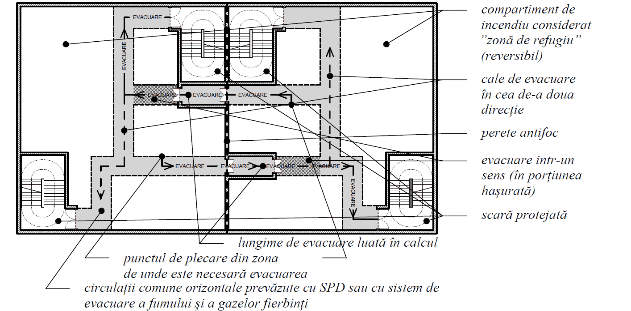 compartiment de
incendiu considerat
"zonă de refugiu"
(reversibil)
EVACUARE
EVACUARE
cale de evacuare
în cea de-a doua
direcție
EVACUARE
EVACUARE
EVACUARE
perete antifoc
EVACUARE
EVACUARE
EVACUARE
EVACUARE
evacuare într-un
sens (în porțiunea
hașurată)
EVACUARE
scară protejată
lungime de evacuare luată în calcul
punctul de plecare din zona
de unde este necesară evacuarea
circulații comune orizontale prevăzute cu SPD sau cu sistem de
evacuare a fumului și a gazelor fierbinți